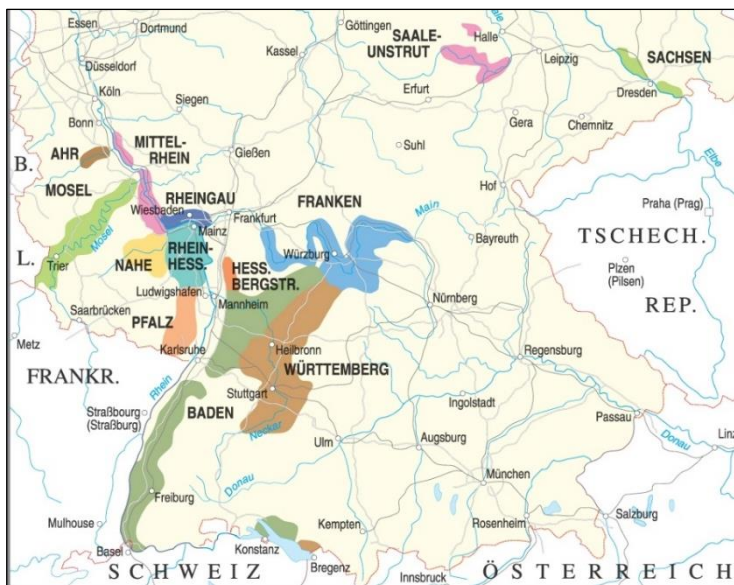 Göttingen
Essen
Dortmund
Kassel
SAALE-
UNSTRUT
Halle
Leipzig
SACHSEN
Düsseldorf
Dresden
Köln
Siegen
Erfurt
Gera
Chemnitz
Bonn
MITTEL-
RHEIN
Gießen
Suhl
Elbe
B.
AHR
MOSEL
RHEINGAU
Wiesbaden
Frankfurt
FRANKEN
Main
Hof
Praha (Prag)
Mosel
Mainz
TSCHECH.
L.
Trier
NAHE
RHEIN-
HESS.
HESS.
BERGSTR.
Würzburg
Bayreuth
Plzen
(Pilsen)
Ludwigshafen
Mannheim
Nürnberg
REP.
Saarbrücken
PFALZ
Metz
Karlsruhe
Heilbronn
Regensburg
FRANKR.
Rhein
WÜRTTEMBERG
Stuttgart
Ingolstadt
Straßbourg
(Straßburg)
BADEN
Neckar
Passau
Donau
Linz
Ulm
Augsburg
Donau
München
Freiburg
Mulhouse
Kempten
Rosenheim
Salzburg
Basel
Konstanz
Bregenz
SCHWEIZ
Innsbruck
ÖSTERREICH